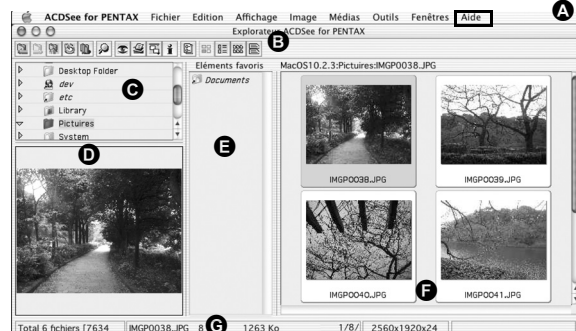 ACDSee for PENTAX Fichier Edition Affichage Image Médias Outils Fenêtres Aide A
Explorateur ACDSee for PENTAX
B
Eléments favoris MacOS10.2.3:Pictures:IMGP0038.JPG
Desktop Folder
dev
etc
Library
Pictures
System
C
Documents
D
E
IMGP0038.JPG IMGP0039.JPG
IMGP0040.JPG IMGP0041.JPG
F
Total 6 fichiers [7634 IMGP0038.JPG 8 G 1263 Ko 1/8/ 2560x1920x24